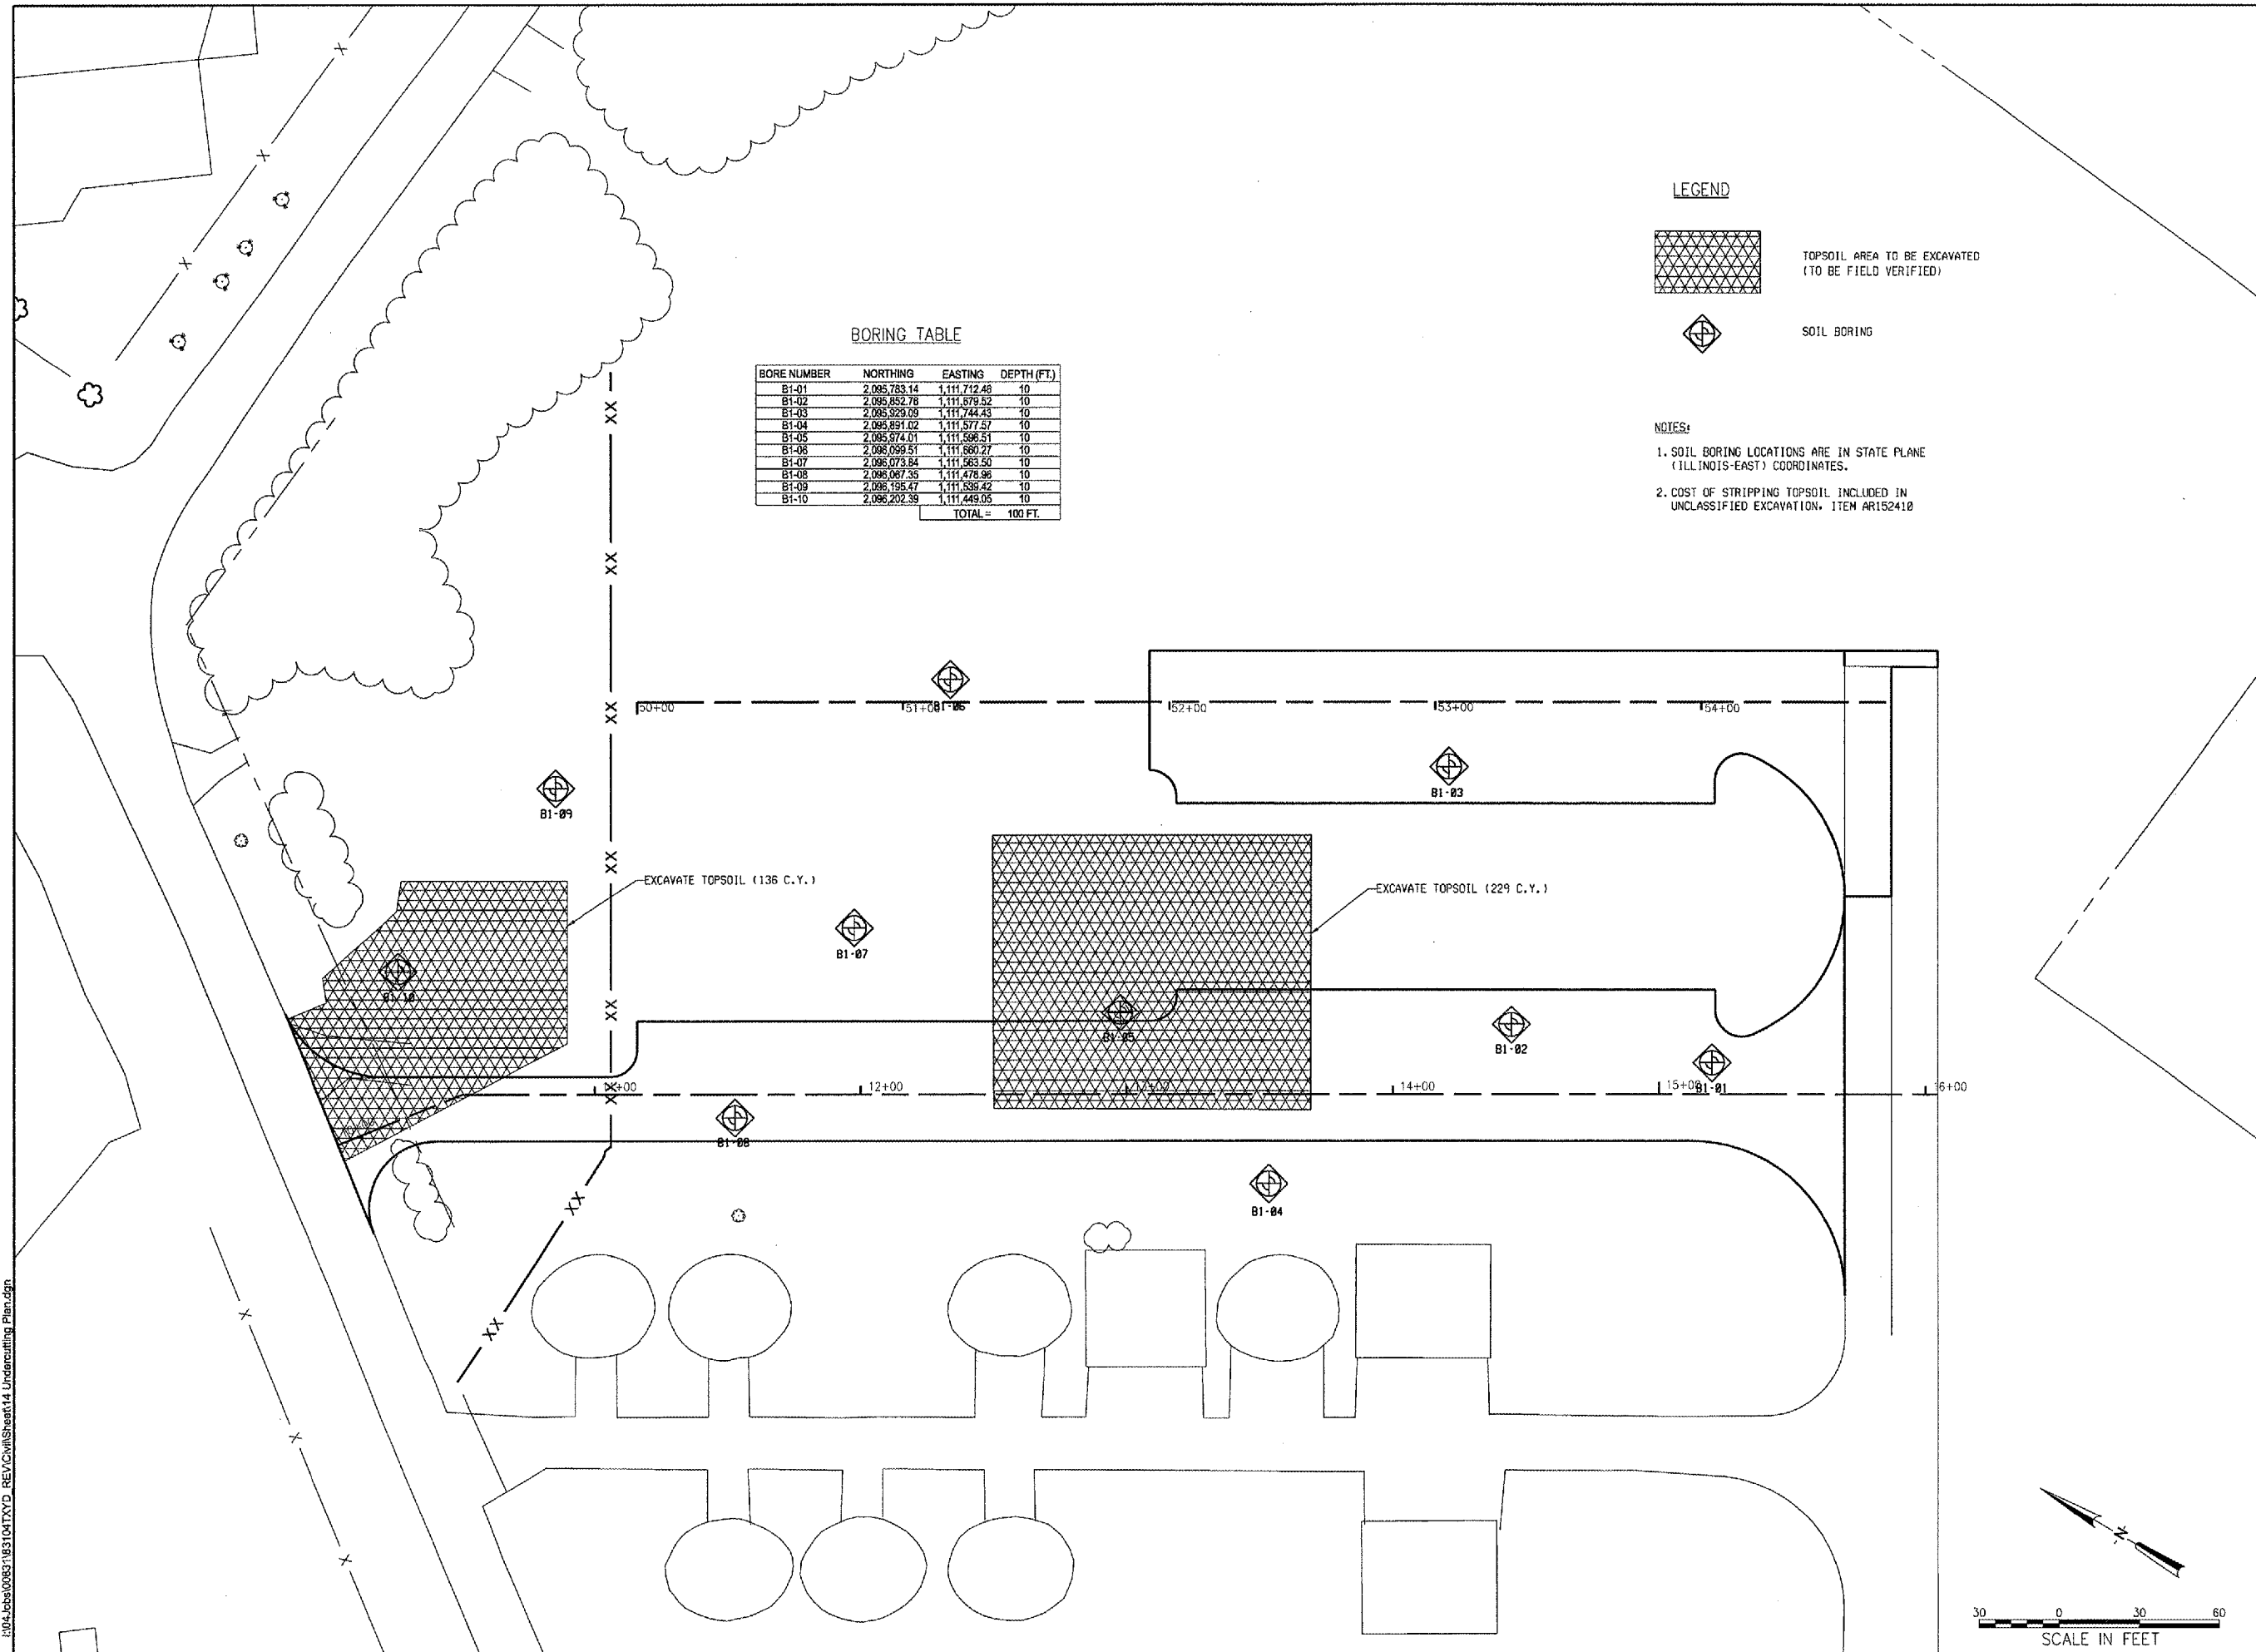 LEGEND
TOPSOIL AREA TO BE EXCAVATED
(TO BE FIELD VERIFIED)
SOIL BORING
BORING TABLE
BORE NUMBER NORTHING EASTING DEPTH (FT.)
B1-01 2,095,783.14 1,111,712.48 10
B1-02 2,095,852.78 1,111,679.52 10
B1-03 2,095,929.09 1,111,744.43 10
B1-04 2,095,891.02 1,111,577.57 10
B1-05 2,095,974.01 1,111,596.51 10
B1-06 2,096,099.51 1,111,660.27 10
B1-07 2,096,073.84 1,111,563.50 10
B1-08 2,096,067.35 1,111,478.96 10
B1-09 2,096,195.47 1,111,539.42 10
B1-10 2,096,202.39 1,111,449.05 10
TOTAL = 100 FT.
NOTES:
1. SOIL BORING LOCATIONS ARE IN STATE PLANE
(ILLINOIS-EAST) COORDINATES.
2. COST OF STRIPPING TOPSOIL INCLUDED IN
UNCLASSIFIED EXCAVATION. ITEM AR152410
50+00
B1-06
52+00
53+00
54+00
B1-03
B1-09
EXCAVATE TOPSOIL (136 C.Y.)
EXCAVATE TOPSOIL (229 C.Y.)
B1-07
B1-10
B1-05
B1-02
12+00
14+00
B1-01
16+00
B1-08
B1-04
N
30 0 30 60
SCALE IN FEET